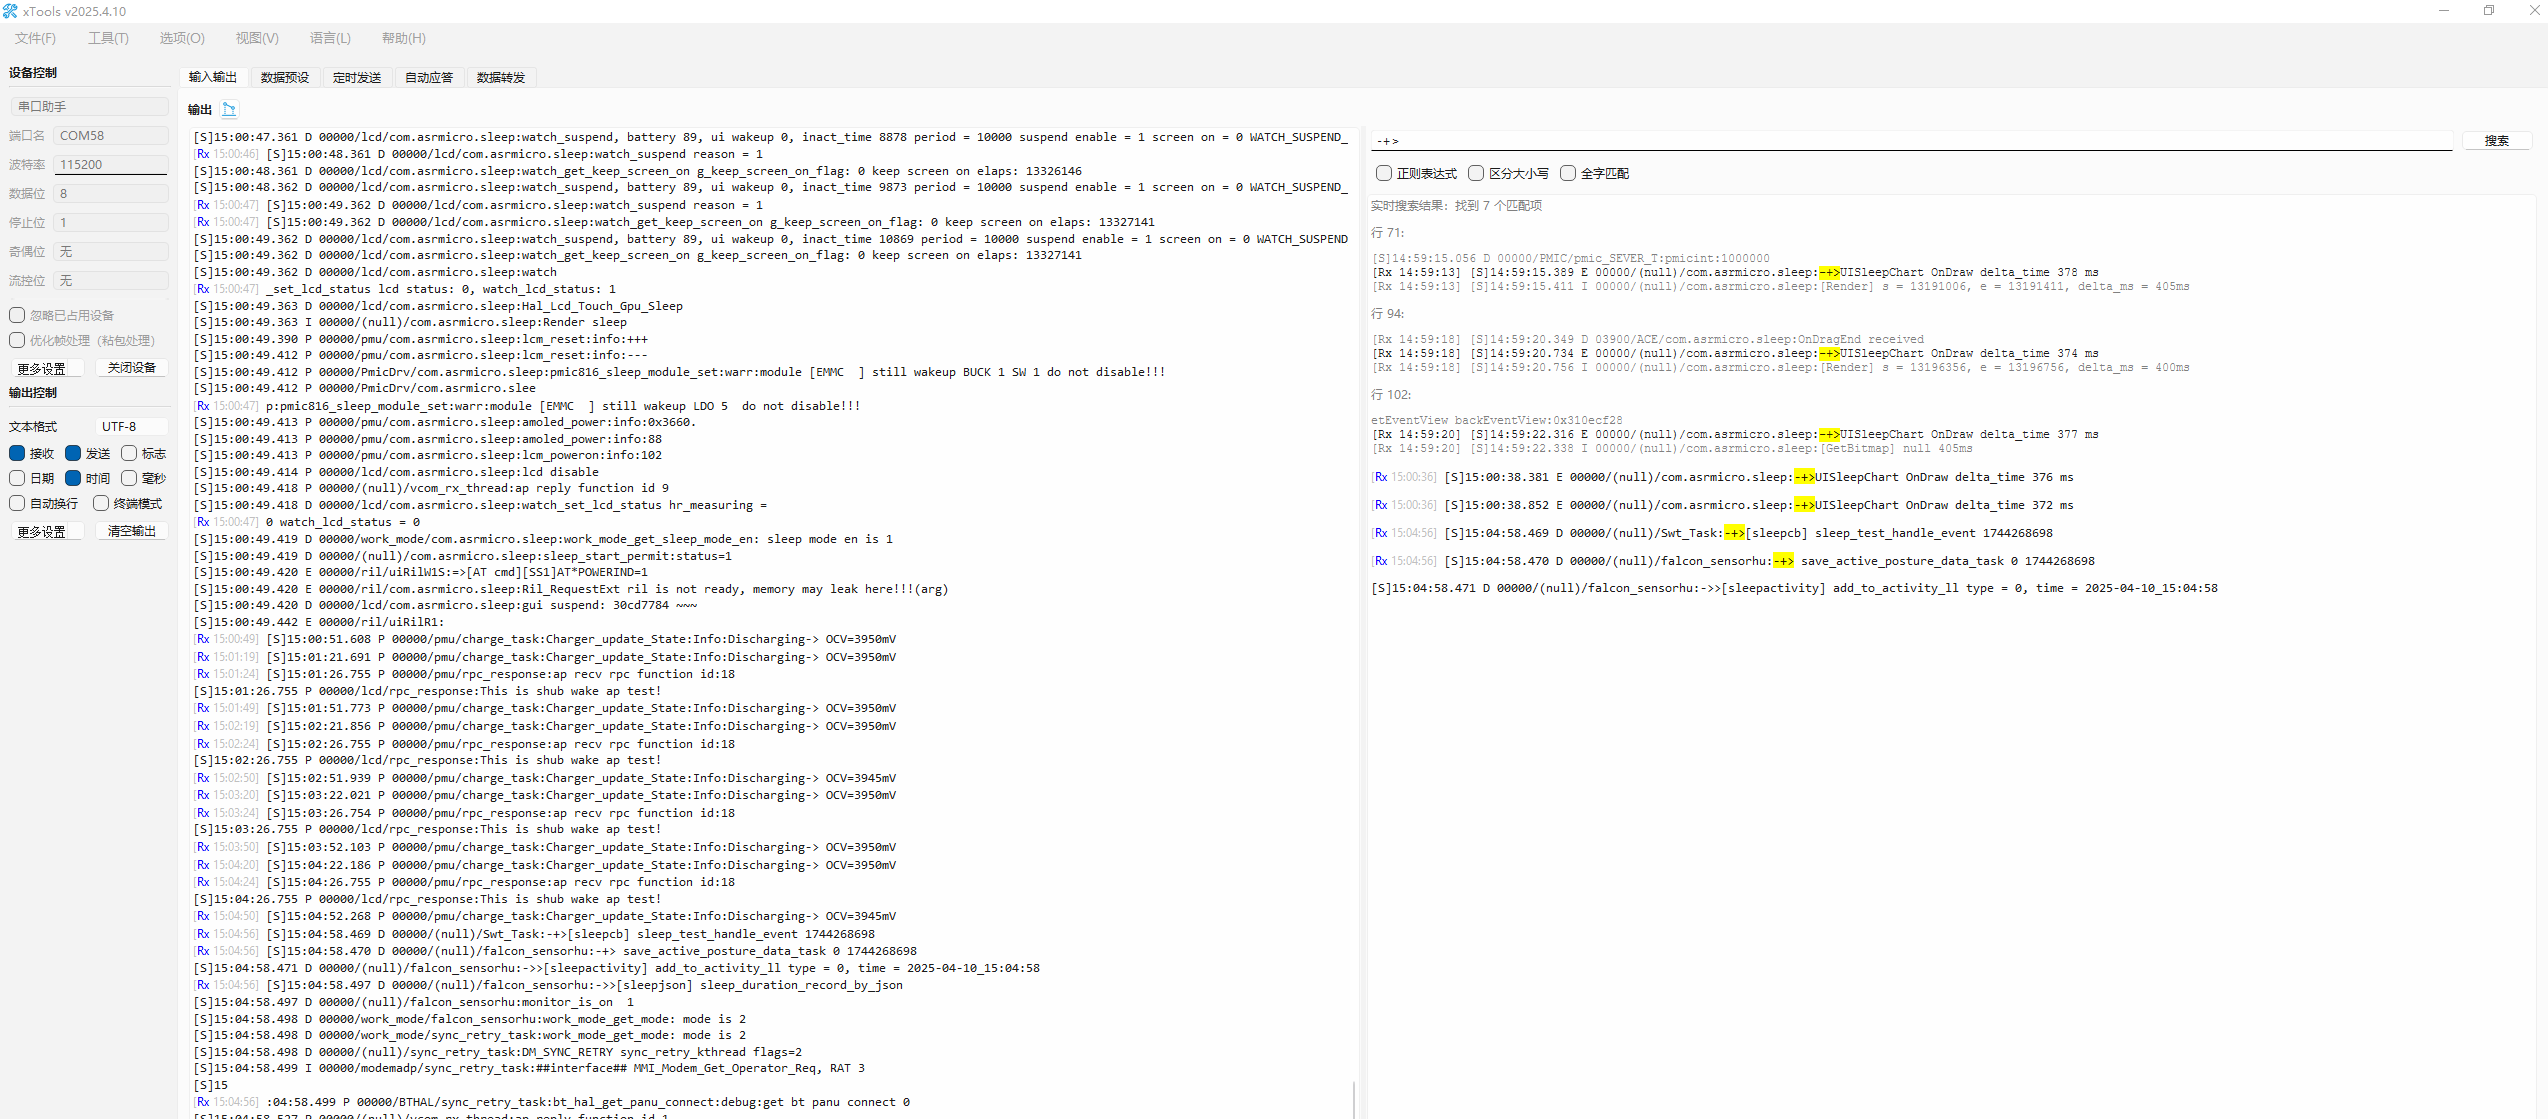 xTools v2025.4.10
文件(F) 工具(T) 选项(O) 视图(V) 语言(L) 帮助(H)
设备控制
串口助手
端口名 COM58
波特率 115200
数据位 8
停止位 1
奇偶位 无
流控位 无
忽略已占用设备
优化帧处理（粘包处理）
更多设置 关闭设备
输出控制
文本格式 UTF-8
接收 发送 标志
日期 时间 毫秒
自动换行 终端模式
更多设置 清空输出
输入输出 数据预设 定时发送 自动应答 数据转发
输出
[S]15:00:47.361 D 00000/lcd/com.asrmicro.sleep:watch_suspend, battery 89, ui wakeup 0, inact_time 8878 period = 10000 suspend enable = 1 screen on = 0 WATCH_SUSPEND_
[Rx 15:00:46] [S]15:00:48.361 D 00000/lcd/com.asrmicro.sleep:watch_suspend reason = 1
[S]15:00:48.361 D 00000/lcd/com.asrmicro.sleep:watch_get_keep_screen_on g_keep_screen_on_flag: 0 keep screen on elaps: 13326146
[S]15:00:48.362 D 00000/lcd/com.asrmicro.sleep:watch_suspend, battery 89, ui wakeup 0, inact_time 9873 period = 10000 suspend enable = 1 screen on = 0 WATCH_SUSPEND_
[Rx 15:00:47] [S]15:00:49.362 D 00000/lcd/com.asrmicro.sleep:watch_suspend reason = 1
[Rx 15:00:47] [S]15:00:49.362 D 00000/lcd/com.asrmicro.sleep:watch_get_keep_screen_on g_keep_screen_on_flag: 0 keep screen on elaps: 13327141
[S]15:00:49.362 D 00000/lcd/com.asrmicro.sleep:watch_suspend, battery 89, ui wakeup 0, inact_time 10869 period = 10000 suspend enable = 1 screen on = 0 WATCH_SUSPEND
[S]15:00:49.362 D 00000/lcd/com.asrmicro.sleep:watch_get_keep_screen_on g_keep_screen_on_flag: 0 keep screen on elaps: 13327141
[S]15:00:49.362 D 00000/lcd/com.asrmicro.sleep:watch
[Rx 15:00:47] _set_lcd_status lcd status: 0, watch_lcd_status: 1
[S]15:00:49.363 D 00000/lcd/com.asrmicro.sleep:Hal_Lcd_Touch_Gpu_Sleep
[S]15:00:49.363 I 00000/(null)/com.asrmicro.sleep:Render sleep
[S]15:00:49.390 P 00000/pmu/com.asrmicro.sleep:lcm_reset:info:+++
[S]15:00:49.412 P 00000/pmu/com.asrmicro.sleep:lcm_reset:info:---
[S]15:00:49.412 P 00000/PmicDrv/com.asrmicro.sleep:pmic816_sleep_module_set:warr:module [EMMC  ] still wakeup BUCK 1 SW 1 do not disable!!!
[S]15:00:49.412 P 00000/PmicDrv/com.asrmicro.slee
[Rx 15:00:47] p:pmic816_sleep_module_set:warr:module [EMMC  ] still wakeup LDO 5  do not disable!!!
[S]15:00:49.413 P 00000/pmu/com.asrmicro.sleep:amoled_power:info:0x3660.
[S]15:00:49.413 P 00000/pmu/com.asrmicro.sleep:amoled_power:info:88
[S]15:00:49.413 P 00000/pmu/com.asrmicro.sleep:lcm_poweron:info:102
[S]15:00:49.414 P 00000/lcd/com.asrmicro.sleep:lcd disable
[S]15:00:49.418 P 00000/(null)/vcom_rx_thread:ap reply function id 9
[S]15:00:49.418 D 00000/lcd/com.asrmicro.sleep:watch_set_lcd_status hr_measuring =
[Rx 15:00:47] 0 watch_lcd_status = 0
[S]15:00:49.419 D 00000/work_mode/com.asrmicro.sleep:work_mode_get_sleep_mode_en: sleep mode en is 1
[S]15:00:49.419 D 00000/(null)/com.asrmicro.sleep:sleep_start_permit:status=1
[S]15:00:49.420 E 00000/ril/uiRilW1S:=>[AT cmd][SS1]AT*POWERIND=1
[S]15:00:49.420 E 00000/ril/com.asrmicro.sleep:Ril_RequestExt ril is not ready, memory may leak here!!!(arg)
[S]15:00:49.420 D 00000/lcd/com.asrmicro.sleep:gui suspend: 30cd7784 ~~~
[S]15:00:49.442 E 00000/ril/uiRilR1:
[Rx 15:00:49] [S]15:00:51.608 P 00000/pmu/charge_task:Charger_update_State:Info:Discharging-> OCV=3950mV
[Rx 15:01:19] [S]15:01:21.691 P 00000/pmu/charge_task:Charger_update_State:Info:Discharging-> OCV=3950mV
[Rx 15:01:24] [S]15:01:26.755 P 00000/pmu/rpc_response:ap recv rpc function id:18
[S]15:01:26.755 P 00000/lcd/rpc_response:This is shub wake ap test!
[Rx 15:01:49] [S]15:01:51.773 P 00000/pmu/charge_task:Charger_update_State:Info:Discharging-> OCV=3950mV
[Rx 15:02:19] [S]15:02:21.856 P 00000/pmu/charge_task:Charger_update_State:Info:Discharging-> OCV=3950mV
[Rx 15:02:24] [S]15:02:26.755 P 00000/pmu/rpc_response:ap recv rpc function id:18
[S]15:02:26.755 P 00000/lcd/rpc_response:This is shub wake ap test!
[Rx 15:02:50] [S]15:02:51.939 P 00000/pmu/charge_task:Charger_update_State:Info:Discharging-> OCV=3945mV
[Rx 15:03:20] [S]15:03:22.021 P 00000/pmu/charge_task:Charger_update_State:Info:Discharging-> OCV=3950mV
[Rx 15:03:24] [S]15:03:26.754 P 00000/pmu/rpc_response:ap recv rpc function id:18
[S]15:03:26.755 P 00000/lcd/rpc_response:This is shub wake ap test!
[Rx 15:03:50] [S]15:03:52.103 P 00000/pmu/charge_task:Charger_update_State:Info:Discharging-> OCV=3950mV
[Rx 15:04:20] [S]15:04:22.186 P 00000/pmu/charge_task:Charger_update_State:Info:Discharging-> OCV=3950mV
[Rx 15:04:24] [S]15:04:26.755 P 00000/pmu/rpc_response:ap recv rpc function id:18
[S]15:04:26.755 P 00000/lcd/rpc_response:This is shub wake ap test!
[Rx 15:04:50] [S]15:04:52.268 P 00000/pmu/charge_task:Charger_update_State:Info:Discharging-> OCV=3945mV
[Rx 15:04:56] [S]15:04:58.469 D 00000/(null)/Swt_Task:-+>[sleepcb] sleep_test_handle_event 1744268698
[Rx 15:04:56] [S]15:04:58.470 D 00000/(null)/falcon_sensorhu:-+> save_active_posture_data_task 0 1744268698
[S]15:04:58.471 D 00000/(null)/falcon_sensorhu:->>[sleepactivity] add_to_activity_ll type = 0, time = 2025-04-10_15:04:58
[Rx 15:04:56] [S]15:04:58.497 D 00000/(null)/falcon_sensorhu:->>[sleepjson] sleep_duration_record_by_json
[S]15:04:58.497 D 00000/(null)/falcon_sensorhu:monitor_is_on  1
[S]15:04:58.498 D 00000/work_mode/falcon_sensorhu:work_mode_get_mode: mode is 2
[S]15:04:58.498 D 00000/work_mode/sync_retry_task:work_mode_get_mode: mode is 2
[S]15:04:58.498 D 00000/(null)/sync_retry_task:DM_SYNC_RETRY sync_retry_kthread flags=2
[S]15:04:58.499 I 00000/modemadp/sync_retry_task:##interface## MMI_Modem_Get_Operator_Req, RAT 3
[S]15
[Rx 15:04:56] :04:58.499 P 00000/BTHAL/sync_retry_task:bt_hal_get_panu_connect:debug:get bt panu connect 0
[S]15:04:58.527 P 00000/(null)/vcom_rx_thread:ap reply function id 1
-+>
搜索
正则表达式 区分大小写 全字匹配
实时搜索结果：找到 7 个匹配项
行 71:
[S]14:59:15.056 D 00000/PMIC/pmic_SEVER_T:pmicint:1000000
[Rx 14:59:13] [S]14:59:15.389 E 00000/(null)/com.asrmicro.sleep:-+>UISleepChart OnDraw delta_time 378 ms
[Rx 14:59:13] [S]14:59:15.411 I 00000/(null)/com.asrmicro.sleep:[Render] s = 13191006, e = 13191411, delta_ms = 405ms
行 94:
[Rx 14:59:18] [S]14:59:20.349 D 03900/ACE/com.asrmicro.sleep:OnDragEnd received
[Rx 14:59:18] [S]14:59:20.734 E 00000/(null)/com.asrmicro.sleep:-+>UISleepChart OnDraw delta_time 374 ms
[Rx 14:59:18] [S]14:59:20.756 I 00000/(null)/com.asrmicro.sleep:[Render] s = 13196356, e = 13196756, delta_ms = 400ms
行 102:
etEventView backEventView:0x310ecf28
[Rx 14:59:20] [S]14:59:22.316 E 00000/(null)/com.asrmicro.sleep:-+>UISleepChart OnDraw delta_time 377 ms
[Rx 14:59:20] [S]14:59:22.338 I 00000/(null)/com.asrmicro.sleep:[GetBitmap] null 405ms
[Rx 15:00:36] [S]15:00:38.381 E 00000/(null)/com.asrmicro.sleep:-+>UISleepChart OnDraw delta_time 376 ms
[Rx 15:00:36] [S]15:00:38.852 E 00000/(null)/com.asrmicro.sleep:-+>UISleepChart OnDraw delta_time 372 ms
[Rx 15:04:56] [S]15:04:58.469 D 00000/(null)/Swt_Task:-+>[sleepcb] sleep_test_handle_event 1744268698
[Rx 15:04:56] [S]15:04:58.470 D 00000/(null)/falcon_sensorhu:-+> save_active_posture_data_task 0 1744268698
[S]15:04:58.471 D 00000/(null)/falcon_sensorhu:->>[sleepactivity] add_to_activity_ll type = 0, time = 2025-04-10_15:04:58